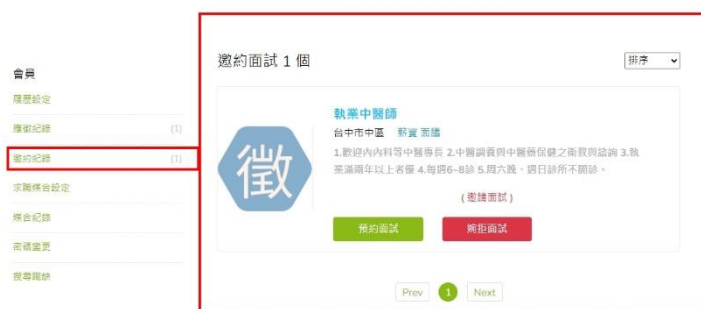 會員
履歷設定
應徵紀錄 (1)
邀約紀錄 (1)
求職媒合設定
媒合紀錄
密碼變更
搜尋職缺
邀約面試 1 個
排序
徵
執業中醫師
台中市中區 薪資 面議
1.歡迎內內科等中醫專長 2.中醫調養與中醫藥保健之衛教與諮詢 3.執
業滿兩年以上者優 4.每週6~8診 5.周六晚、週日診所不開診。
( 邀請面試 )
預約面試 婉拒面試
Prev 1 Next